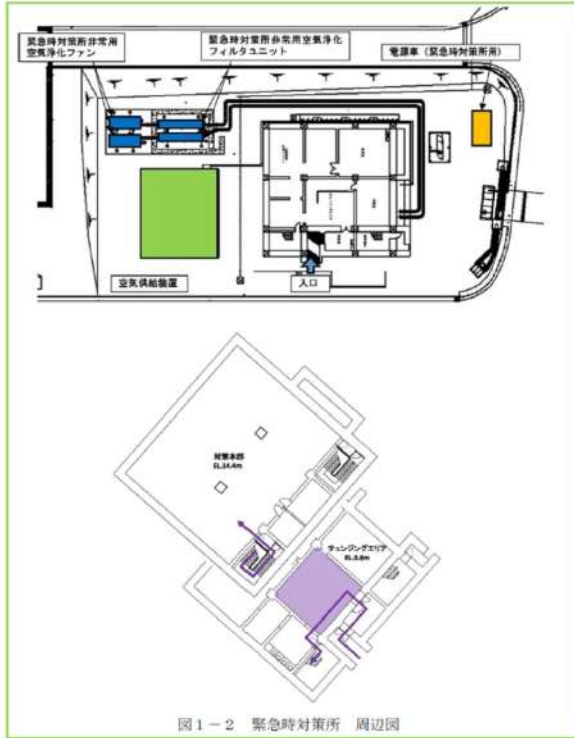 緊急時対策所非常用
空気浄化ファン
緊急時対策所非常用空気浄化
フィルタユニット
電源車（緊急時対策所用）
空気供給装置
入口
対策本部
EL.14.4m
チェンジングエリア
図１－２　緊急時対策所　周辺図